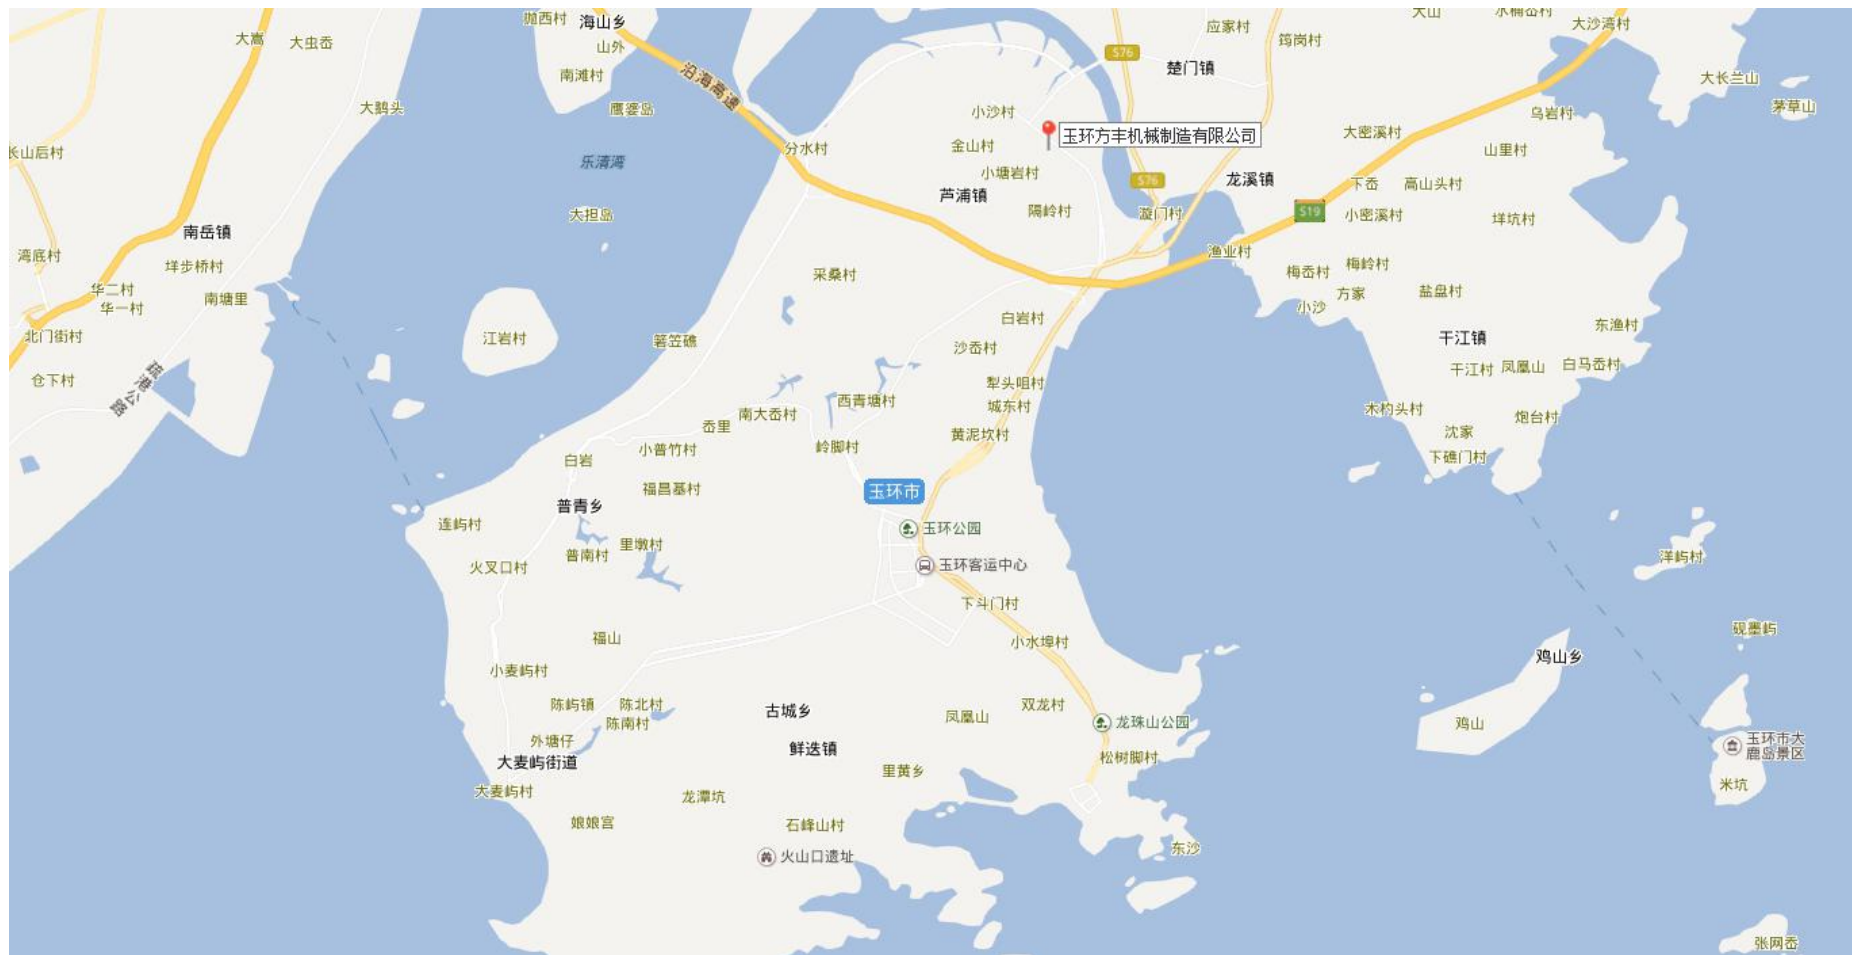 抛西村
海山乡
山外
南滩村
大嵩
大虫岙
大鹅头
鹰婆岛
沿海高速
S76
楚门镇
应家村
筠岗村
大山
大沙湾村
大长兰山
茅草山
乌岩村
长山后村
乐清湾
分水村
小沙村
玉环方丰机械制造有限公司
金山村
小塘岩村
芦浦镇
隔岭村
S76
龙溪镇
漩门村
大密溪村
山里村
下岙
高山头村
S19
小密溪村
垟坑村
大担岛
南岳镇
湾底村
垟步桥村
南塘里
华二村
华一村
北门街村
仓下村
疏港公路
江岩村
箬笠礁
采桑村
渔业村
梅岙村
梅岭村
方家
小沙
盐盘村
东渔村
干江镇
干江村
凤凰山
白马岙村
白岩村
沙岙村
犁头咀村
城东村
黄泥坎村
西青塘村
南大岙村
岙里
小普竹村
岭脚村
白岩
福昌基村
普青乡
玉环市
玉环公园
玉环客运中心
木杓头村
沈家
下礁门村
炮台村
连屿村
火叉口村
普南村
里墩村
下斗门村
小水埠村
洋屿村
砚墨屿
鸡山乡
鸡山
玉环市大
鹿岛景区
米坑
福山
小麦屿村
陈屿镇
陈北村
陈南村
外塘仔
大麦屿街道
大麦屿村
娘娘宫
古城乡
鲜迭镇
凤凰山
双龙村
龙珠山公园
松树脚村
里黄乡
龙潭坑
石峰山村
火山口遗址
东沙
张网岙